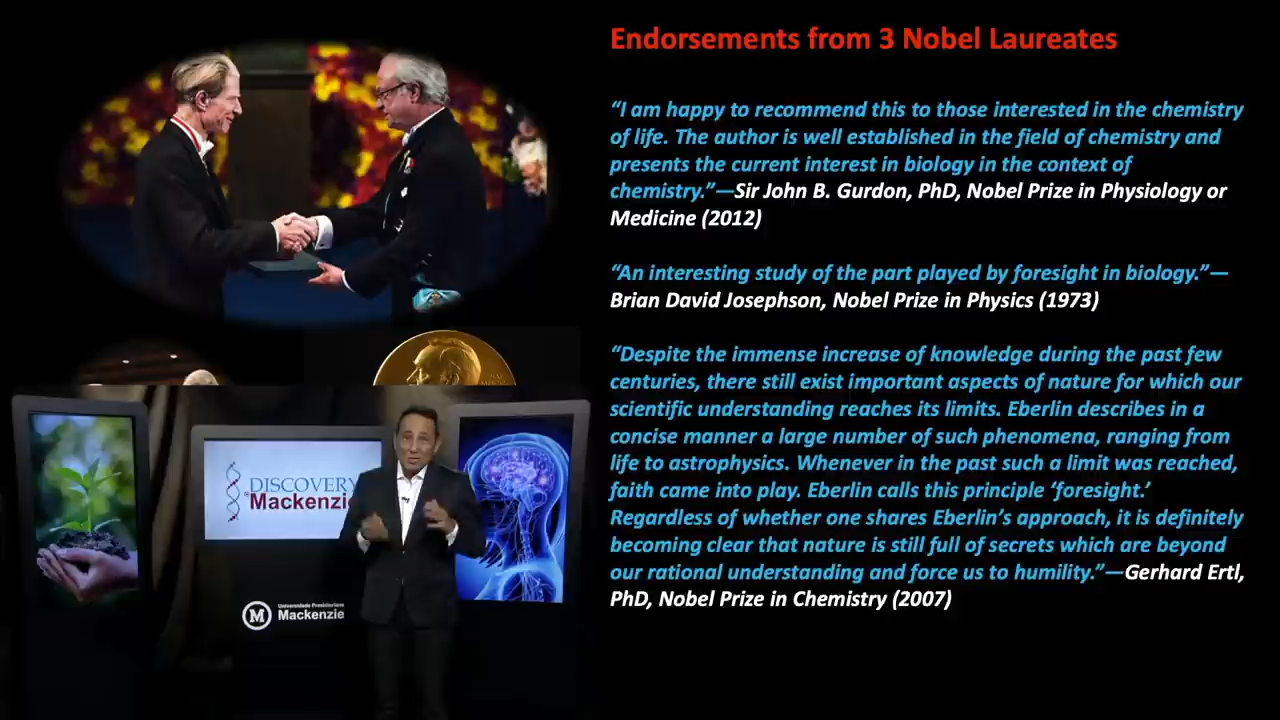 Endorsements from 3 Nobel Laureates
“I am happy to recommend this to those interested in the chemistry
of life. The author is well established in the field of chemistry and
presents the current interest in biology in the context of
chemistry.”—Sir John B. Gurdon, PhD, Nobel Prize in Physiology or
Medicine (2012)
“An interesting study of the part played by foresight in biology.”—
Brian David Josephson, Nobel Prize in Physics (1973)
“Despite the immense increase of knowledge during the past few
centuries, there still exist important aspects of nature for which our
scientific understanding reaches its limits. Eberlin describes in a
concise manner a large number of such phenomena, ranging from
life to astrophysics. Whenever in the past such a limit was reached,
faith came into play. Eberlin calls this principle ‘foresight.’
Regardless of whether one shares Eberlin’s approach, it is definitely
becoming clear that nature is still full of secrets which are beyond
our rational understanding and force us to humility.”—Gerhard Ertl,
PhD, Nobel Prize in Chemistry (2007)
DISCOVERY
Mackenzie
Universidade Presbiteriana
Mackenzie
M